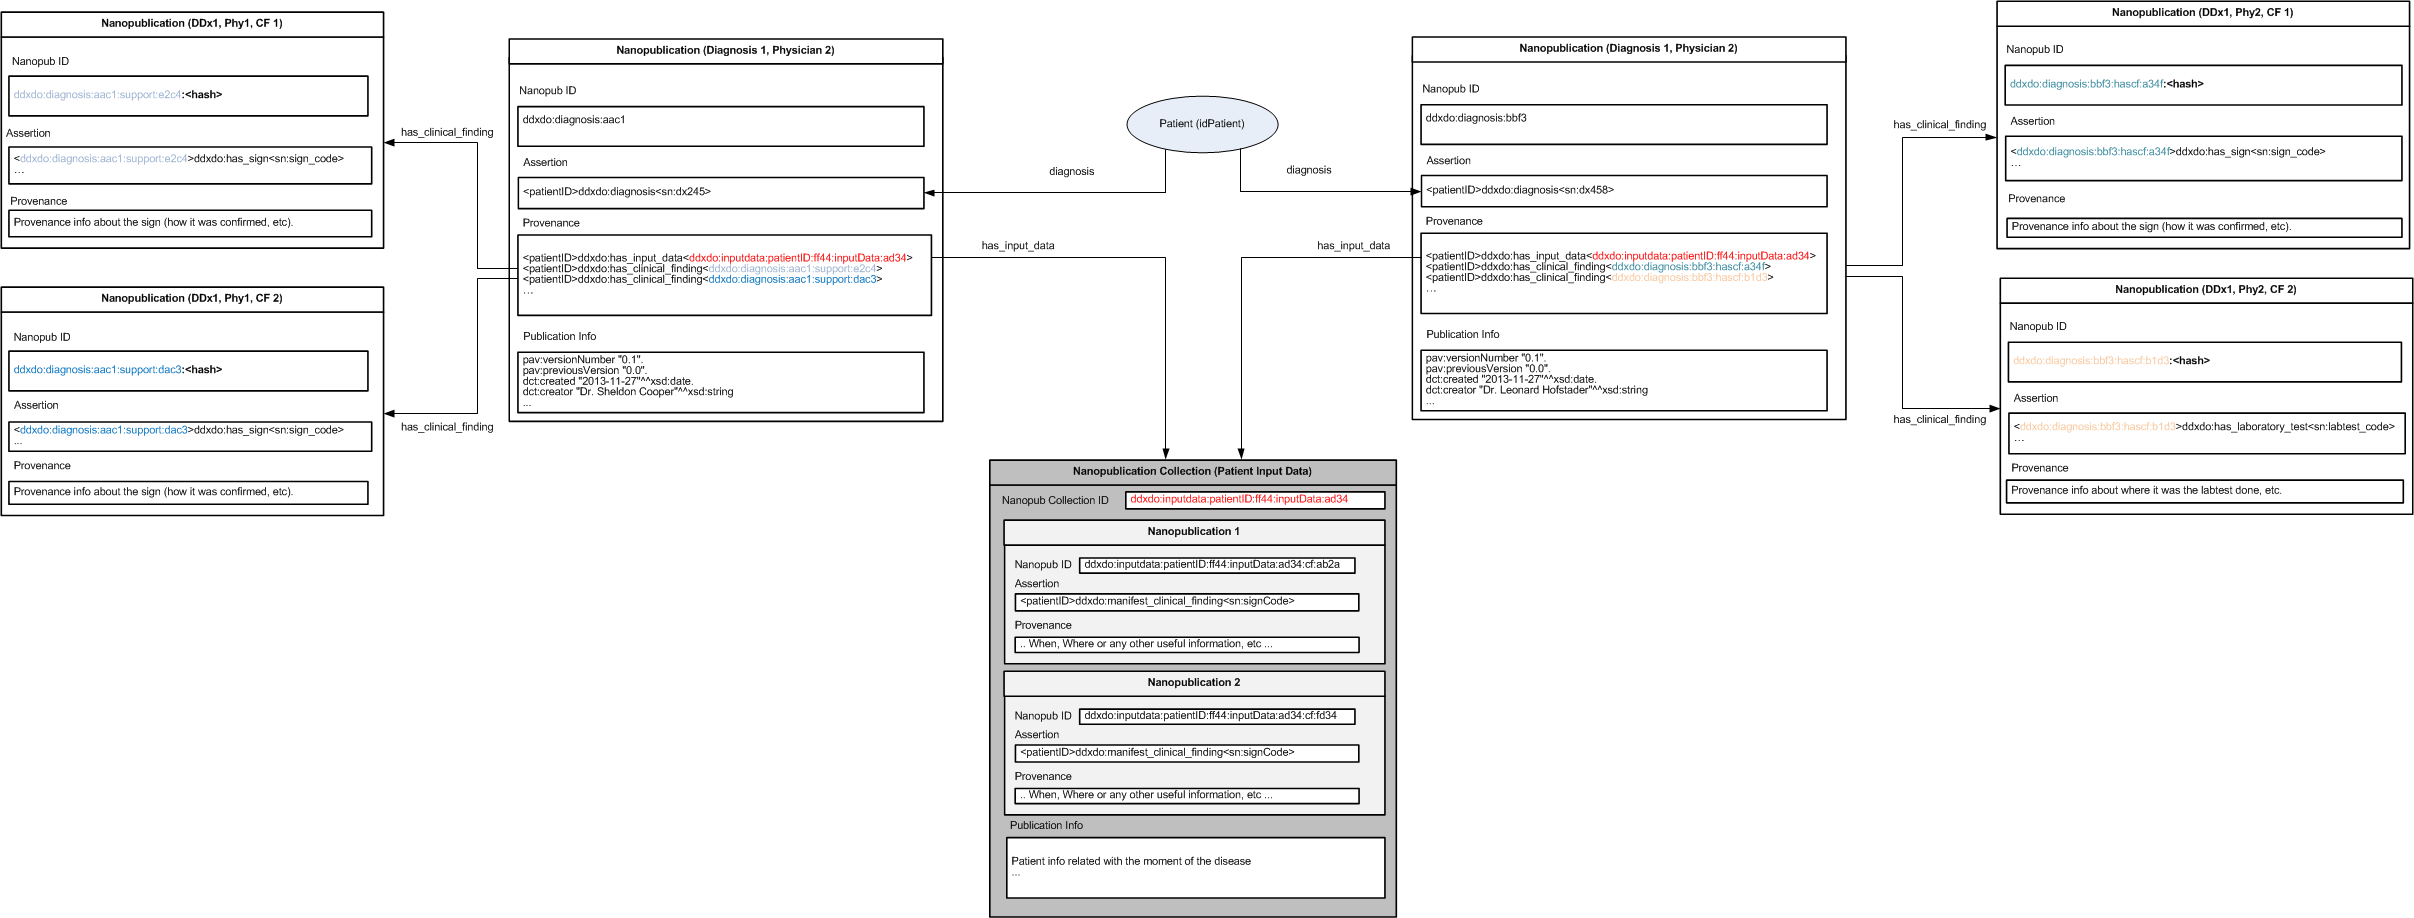 Nanopublication (DDx1, Phy1, CF 1)
Nanopub ID
ddxdo:diagnosis:aac1:support:e2c4:<hash>
Assertion
<ddxdo:diagnosis:aac1:support:e2c4>ddxdo:has_sign<sn:sign_code>
...
Provenance
Provenance info about the sign (how it was confirmed, etc).
Nanopublication (DDx1, Phy1, CF 2)
Nanopub ID
ddxdo:diagnosis:aac1:support:dac3:<hash>
Assertion
<ddxdo:diagnosis:aac1:support:dac3>ddxdo:has_sign<sn:sign_code>
...
Provenance
Provenance info about the sign (how it was confirmed, etc).
has_clinical_finding
has_clinical_finding
Nanopublication (Diagnosis 1, Physician 2)
Nanopub ID
ddxdo:diagnosis:aac1
Assertion
<patientID>ddxdo:diagnosis<sn:dx245>
Provenance
<patientID>ddxdo:has_input_data<ddxdo:inputdata:patientID:ff44:inputData:ad34>
<patientID>ddxdo:has_clinical_finding<ddxdo:diagnosis:aac1:support:e2c4>
<patientID>ddxdo:has_clinical_finding<ddxdo:diagnosis:aac1:support:dac3>
...
Publication Info
pav:versionNumber "0.1".
pav:previousVersion "0.0".
dct:created "2013-11-27"^^xsd:date.
dct:creator "Dr. Sheldon Cooper"^^xsd:string
...
Patient (idPatient)
diagnosis
diagnosis
has_input_data
has_input_data
Nanopublication (Diagnosis 1, Physician 2)
Nanopub ID
ddxdo:diagnosis:bbf3
Assertion
<patientID>ddxdo:diagnosis<sn:dx458>
Provenance
<patientID>ddxdo:has_input_data<ddxdo:inputdata:patientID:ff44:inputData:ad34>
<patientID>ddxdo:has_clinical_finding<ddxdo:diagnosis:bbf3:hascf:a34f>
<patientID>ddxdo:has_clinical_finding<ddxdo:diagnosis:bbf3:hascf:b1d3>
...
Publication Info
pav:versionNumber "0.1".
pav:previousVersion "0.0".
dct:created "2013-11-27"^^xsd:date.
dct:creator "Dr. Leonard Hofstader"^^xsd:string
...
has_clinical_finding
has_clinical_finding
Nanopublication (DDx1, Phy2, CF 1)
Nanopub ID
ddxdo:diagnosis:bbf3:hascf:a34f:<hash>
Assertion
<ddxdo:diagnosis:bbf3:hascf:a34f>ddxdo:has_sign<sn:sign_code>
...
Provenance
Provenance info about the sign (how it was confirmed, etc).
Nanopublication (DDx1, Phy2, CF 2)
Nanopub ID
ddxdo:diagnosis:bbf3:hascf:b1d3:<hash>
Assertion
<ddxdo:diagnosis:bbf3:hascf:b1d3>ddxdo:has_laboratory_test<sn:labtest_code>
...
Provenance
Provenance info about where it was the labtest done, etc.
Nanopublication Collection (Patient Input Data)
Nanopub Collection ID ddxdo:inputdata:patientID:ff44:inputData:ad34
Nanopublication 1
Nanopub ID ddxdo:inputdata:patientID:ff44:inputData:ad34:cf:ab2a
Assertion
<patientID>ddxdo:manifest_clinical_finding<sn:signCode>
Provenance
.. When, Where or any other useful information, etc ...
Nanopublication 2
Nanopub ID ddxdo:inputdata:patientID:ff44:inputData:ad34:cf:fd34
Assertion
<patientID>ddxdo:manifest_clinical_finding<sn:signCode>
Provenance
.. When, Where or any other useful information, etc ...
Publication Info
Patient info related with the moment of the disease
...